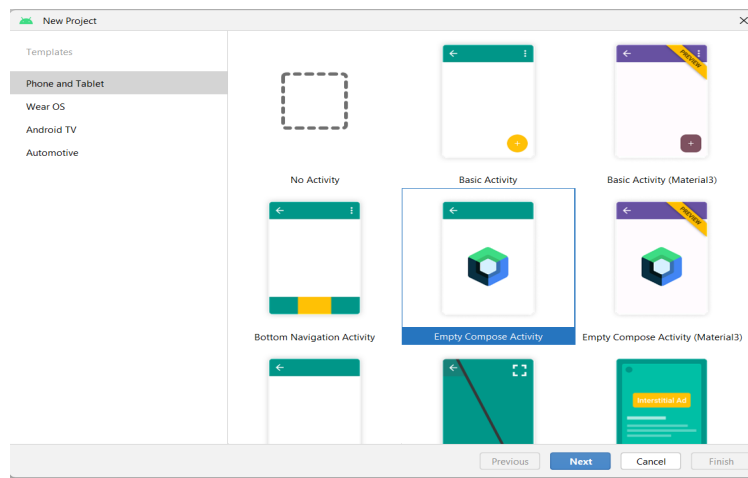 New Project
Templates
Phone and Tablet
Wear OS
Android TV
Automotive
PREVIEW
No Activity
Basic Activity
Basic Activity (Material3)
PREVIEW
Bottom Navigation Activity
Empty Compose Activity
Empty Compose Activity (Material3)
Interstitial Ad
Previous
Next
Cancel
Finish